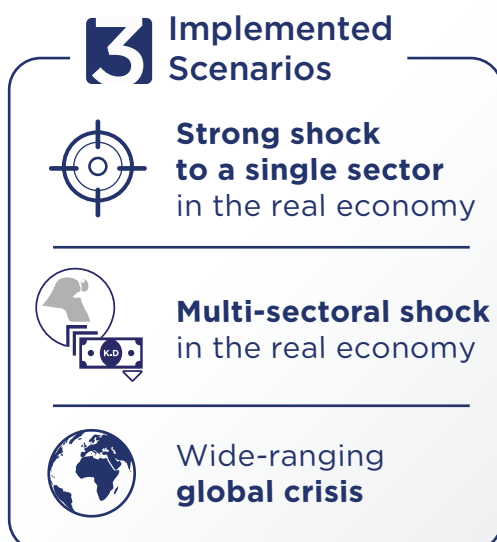 3 Implemented
Scenarios
Strong shock
to a single sector
in the real economy
Multi-sectoral shock
in the real economy
K.D
Wide-ranging
global crisis